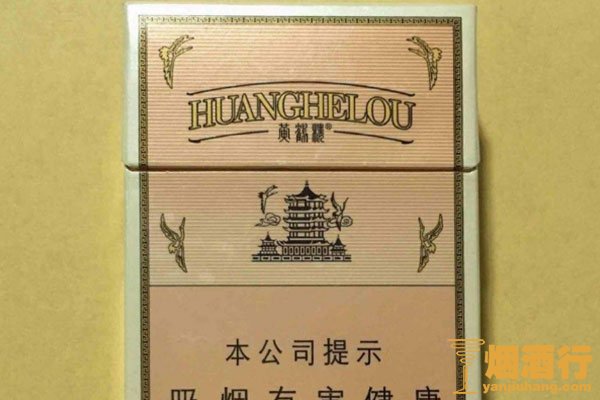 HUANGHELOU
黄鹤楼®
本公司提示
吸烟有害健康
烟酒行
yanjiuhang.com